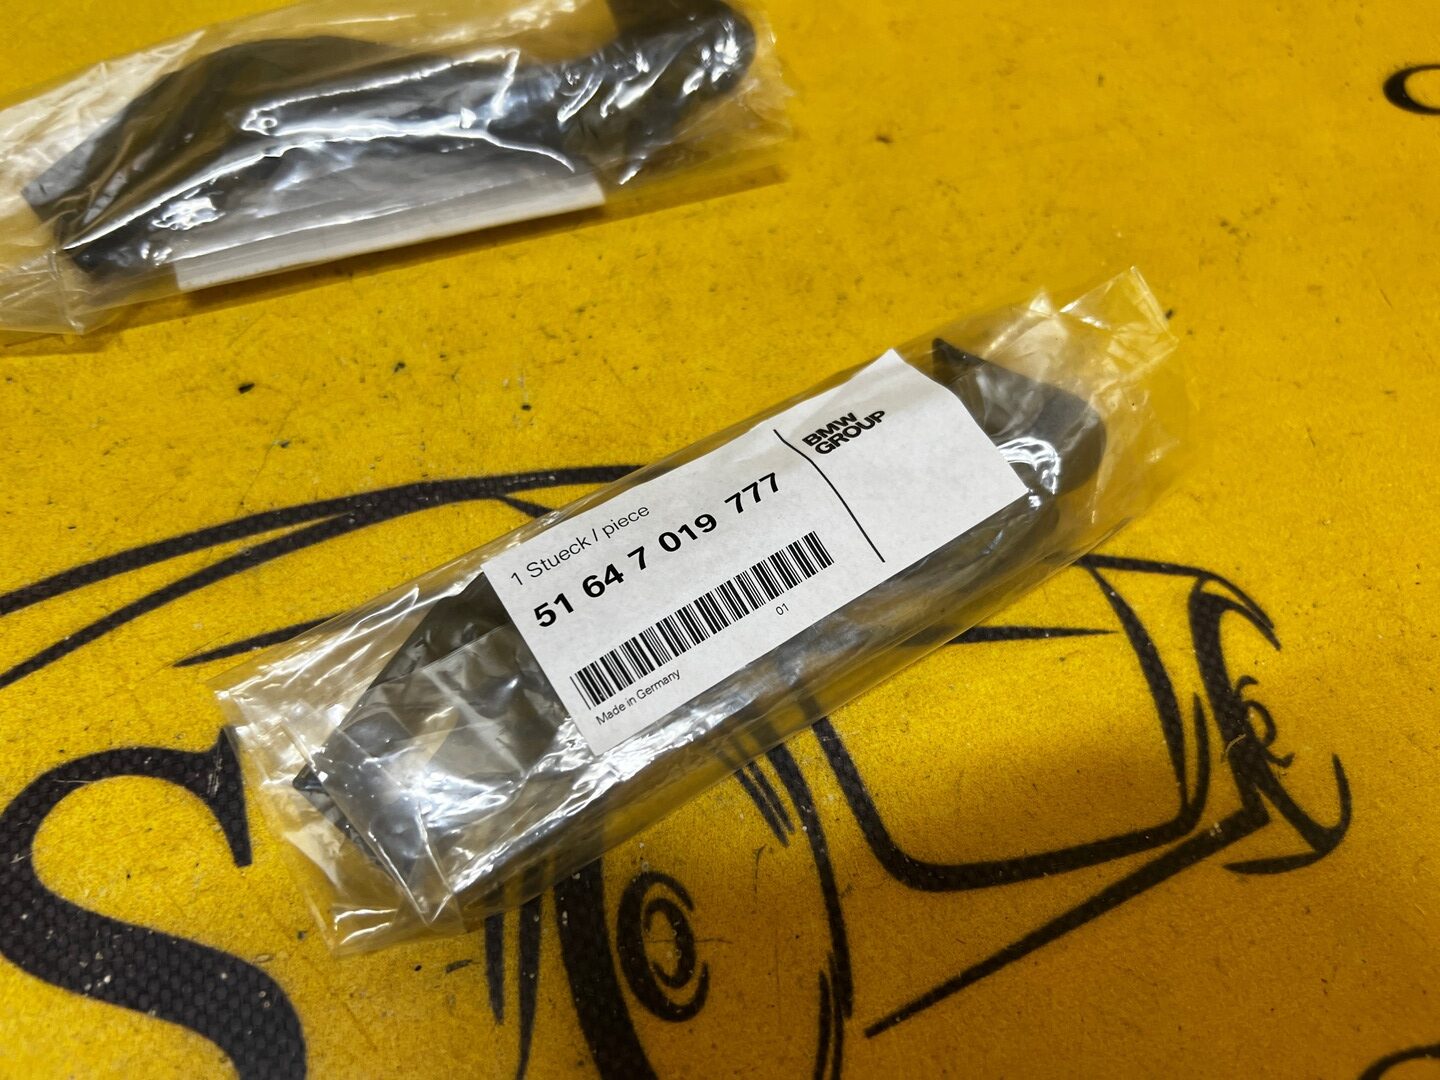 1 Stueck / piece
51 64 7 019 777
01
Made in Germany
BMW
GROUP
S